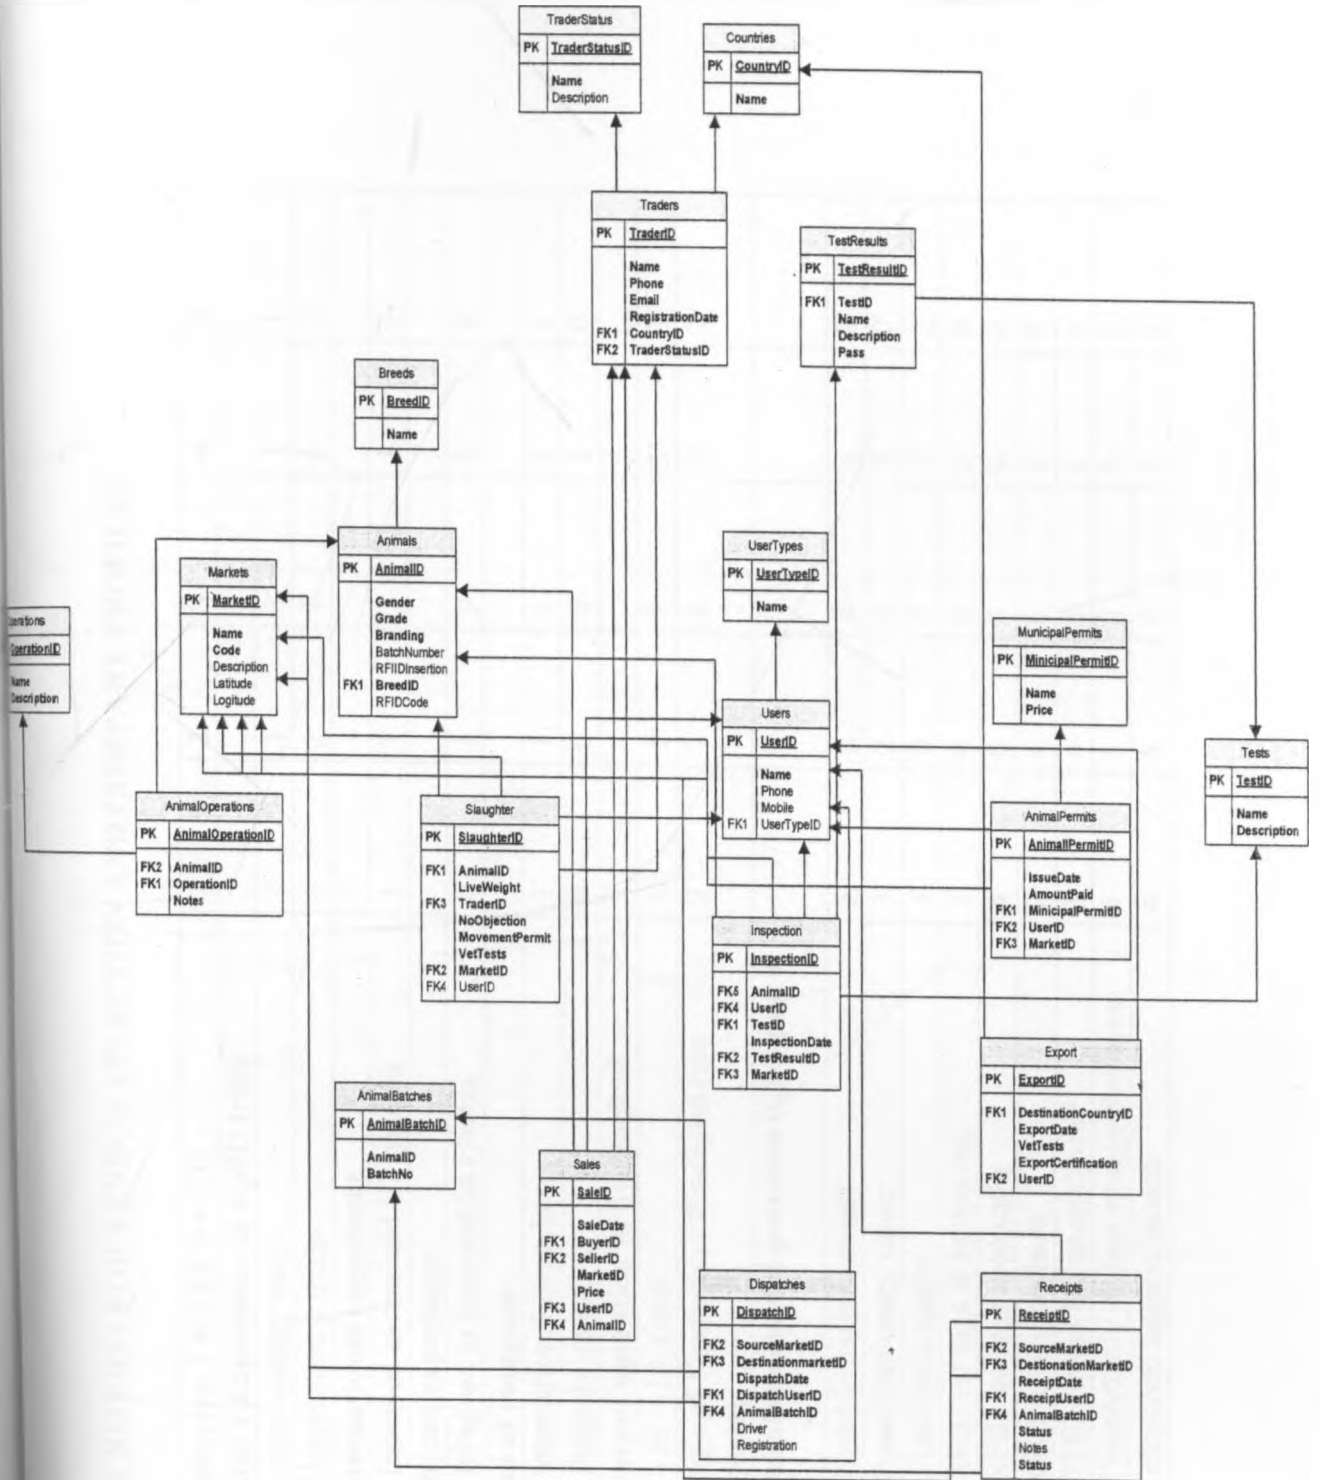 TraderStatus
PK TraderStatusID
Name
Description
Countries
PK CountryID
Name
Traders
PK TraderID
Name
Phone
Email
RegistrationDate
FK1 CountryID
FK2 TraderStatusID
TestResults
PK TestResultID
FK1 TestID
Name
Description
Pass
Breeds
PK BreedID
Name
Animals
PK AnimalID
Gender
Grade
Branding
BatchNumber
RFIIDInsertion
FK1 BreedID
RFIDCode
UserTypes
PK UserTypeID
Name
Markets
PK MarketID
Name
Code
Description
Latitude
Logitude
OperationID
Name
Description
MunicipalPermits
PK MinicipalPermitID
Name
Price
Users
PK UserID
Name
Phone
Mobile
FK1 UserTypeID
Tests
PK TestID
Name
Description
AnimalOperations
PK AnimalOperationID
FK2 AnimalID
FK1 OperationID
Notes
Slaughter
PK SlaughterID
FK1 AnimalID
LiveWeight
FK3 TraderID
NoObjection
MovementPermit
VetTests
FK2 MarketID
FK4 UserID
AnimalPermits
PK AnimalIPermitID
IssueDate
AmountPaid
FK1 MinicipalPermitID
FK2 UserID
FK3 MarketID
Inspection
PK InspectionID
FK5 AnimalID
FK4 UserID
FK1 TestID
InspectionDate
FK2 TestResultID
FK3 MarketID
Export
PK ExportID
FK1 DestinationCountryID
ExportDate
VetTests
ExportCertification
FK2 UserID
AnimalBatches
PK AnimalBatchID
AnimalID
BatchNo
Sales
PK SaleID
SaleDate
FK1 BuyerID
FK2 SellerID
MarketID
Price
FK3 UserID
FK4 AnimalID
Dispatches
PK DispatchID
FK2 SourceMarketID
FK3 DestinationmarketID
DispatchDate
FK1 DispatchUserID
FK4 AnimalBatchID
Driver
Registration
Receipts
PK ReceiptID
FK2 SourceMarketID
FK3 DestionationMarketID
ReceiptDate
FK1 ReceiptUserID
FK4 AnimalBatchID
Status
Notes
Status